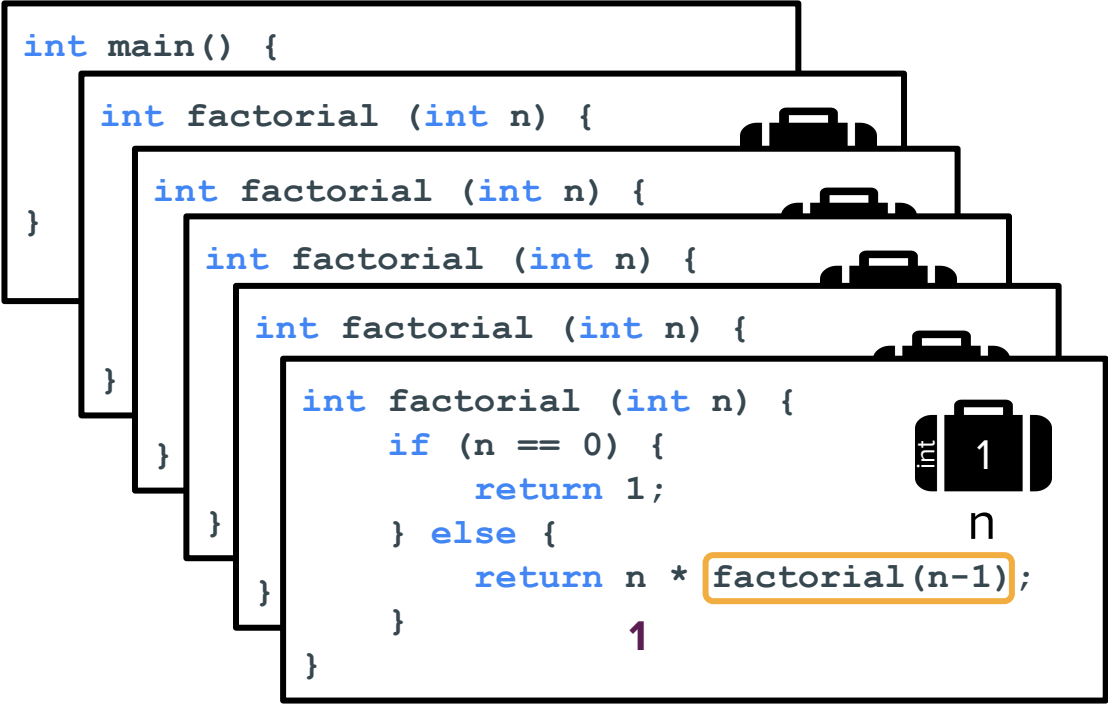 int main() {
int factorial (int n) {
int factorial (int n) {
}
int factorial (int n) {
int factorial (int n) {
}
int factorial (int n) {
if (n == 0) {
int 1
}
return 1;
}
n
} else {
return n * factorial(n-1);
}
}
1
}